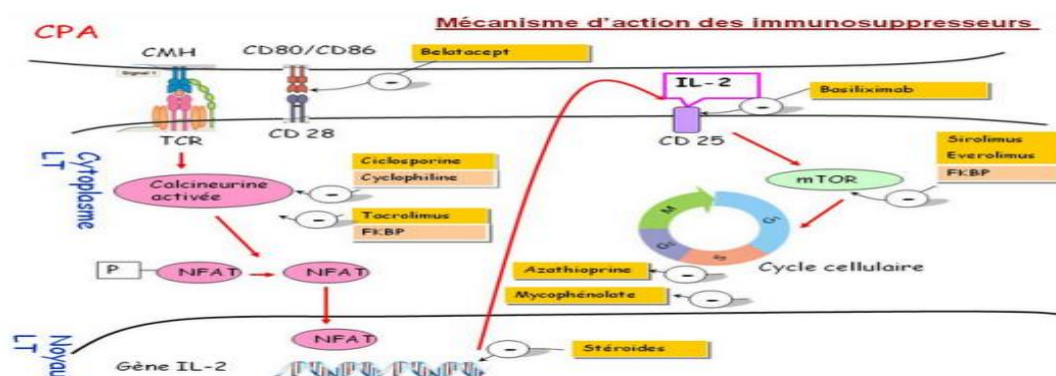 Mécanisme d'action des immunosuppresseurs
CPA
CMH
CD80/CD86
Belatacept
Signal 1
TCR
CD 28
IL-2
Basiliximab
CD 25
Cytoplasme
LT
Calcineurine
activée
Ciclosporine
Cyclophiline
Tacrolimus
FKBP
Sirolimus
Everolimus
FKBP
mTOR
M
G1
Cycle cellulaire
P
NFAT
NFAT
Azathioprine
Mycophénolate
Noyau
LT
NFAT
Stéroides
Gène IL-2